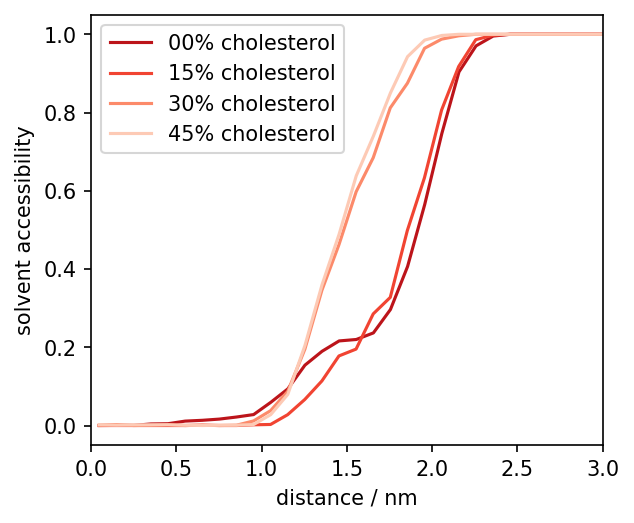 00% cholesterol
15% cholesterol
30% cholesterol
45% cholesterol
solvent accessibility
1.0
0.8
0.6
0.4
0.2
0.0
0.0 0.5 1.0 1.5 2.0 2.5 3.0
distance / nm